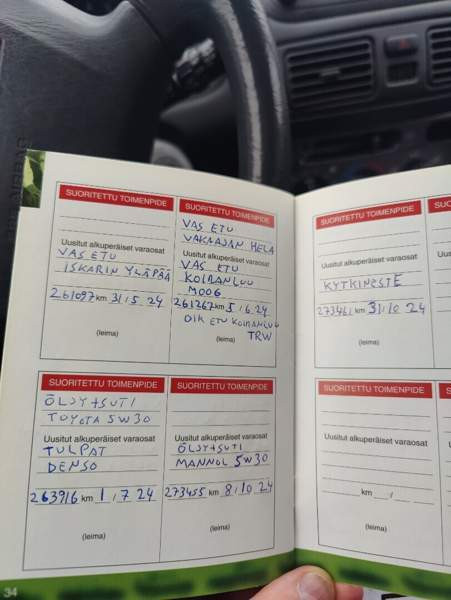 SUORITETTU TOIMENPIDE
Uusitut alkuperäiset varaosat
VAS ETU
ISKARIN YLÄPÄÄ
261097 km 31/5 24
(leima)
SUORITETTU TOIMENPIDE
VAS ETU
VAKAAJAN HELA
Uusitut alkuperäiset varaosat
VAS ETU
KOIRANLUU
MOOG
261267 km 5/6 24
OIK ETU KOIRANLUU
(leima) TRW
SUORITETTU TOIMENPIDE
Uusitut alkuperäiset varaosat
KYTKINESTE
273461 km 31/10 24
(leima)
SUORITETTU TOIMENPIDE
ÖLJY+SUTI
TOYOTA 5W30
Uusitut alkuperäiset varaosat
TULPAT
DENSO
263916 km 1/7 24
(leima)
SUORITETTU TOIMENPIDE
Uusitut alkuperäiset varaosat
ÖLJY+SUTI
MANNOL 5W30
273455 km 8/10 24
(leima)
SUORITETTU TOIMENPIDE
Uusitut alkuperäiset varaosat
km /
(leima)
34